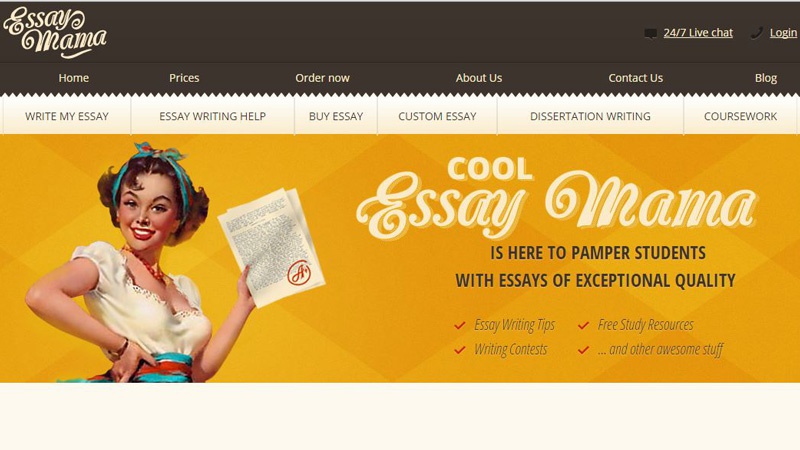 Essay
Mama
24/7 Live chat
Login
Home
Prices
Order now
About Us
Contact Us
Blog
WRITE MY ESSAY
ESSAY WRITING HELP
BUY ESSAY
CUSTOM ESSAY
DISSERTATION WRITING
COURSEWORK
COOL
Essay Mama
IS HERE TO PAMPER STUDENTS
WITH ESSAYS OF EXCEPTIONAL QUALITY
Essay Writing Tips
Free Study Resources
Writing Contests
... and other awesome stuff
A+